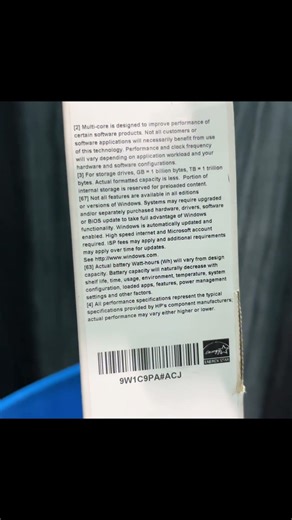 [2] Multi-core is designed to improve performance of
certain software products. Not all customers or
software applications will necessarily benefit from use
of this technology. Performance and clock frequency
will vary depending on application workload and your
hardware and software configurations.
[3] For storage drives, GB = 1 billion bytes, TB = 1 trillion
bytes. Actual formatted capacity is less. Portion of
internal storage is reserved for preloaded content.
[67] Not all features are available in all editions
or versions of Windows. Systems may require upgraded
and/or separately purchased hardware, drivers, software
or BIOS update to take full advantage of Windows
functionality. Windows is automatically updated and
enabled. High speed internet and Microsoft account
required. ISP fees may apply and additional requirements
may apply over time for updates.
See http://www.windows.com.
[63] Actual battery Watt-hours (Wh) will vary from design
capacity. Battery capacity will naturally decrease with
shelf life, time, usage, environment, temperature, system
configuration, loaded apps, features, power management
settings and other factors.
[4] All performance specifications represent the typical
specifications provided by HP's component manufacturers;
actual performance may vary either higher or lower.
9W1C9PA#ACJ
ENERGY STAR